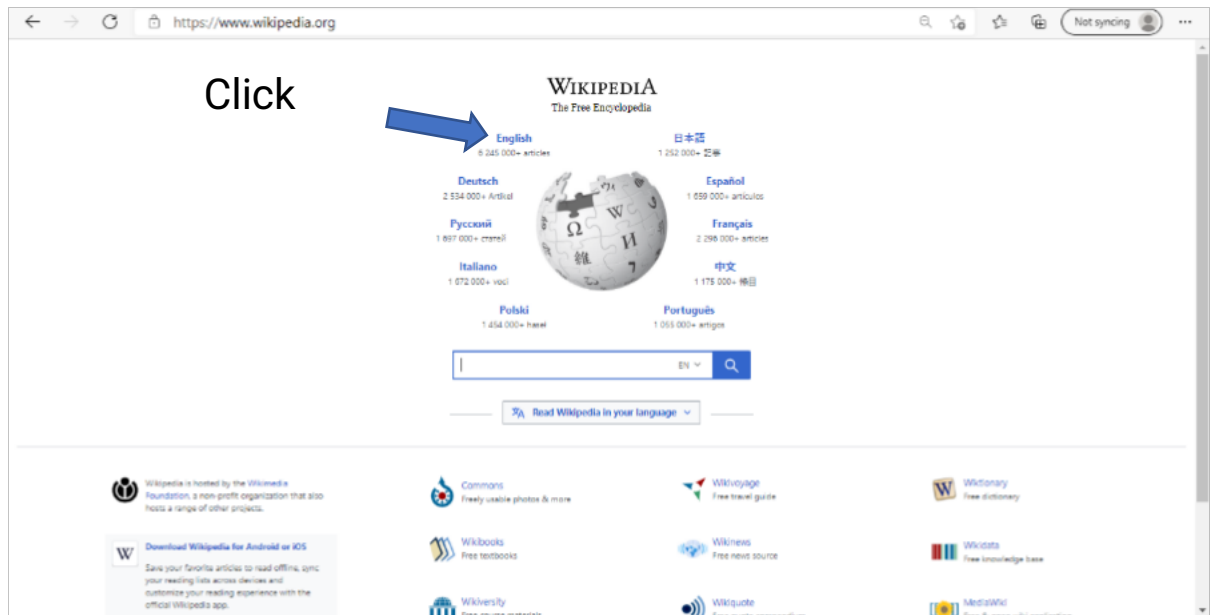 https://www.wikipedia.org
Not syncing
Click
WIKIPEDIA
The Free Encyclopedia
English
6 245 000+ articles
日本語
1 252 000+ 記事
Deutsch
2 534 000+ Artikel
Español
1 659 000+ artículos
Русский
1 697 000+ статей
Français
2 296 000+ articles
Italiano
1 672 000+ voci
中文
1 175 000+ 條目
Polski
1 454 000+ haseł
Português
1 055 000+ artigos
EN
Read Wikipedia in your language
Wikipedia is hosted by the Wikimedia
Foundation, a non-profit organization that also
hosts a range of other projects.
Download Wikipedia for Android or iOS
Save your favorite articles to read offline, sync
your reading lists across devices and
customize your reading experience with the
official Wikipedia app.
Commons
Freely usable photos & more
Wikivoyage
Free travel guide
Wiktionary
Free dictionary
Wikibooks
Free textbooks
Wikinews
Free news source
Wikidata
Free knowledge base
Wikiversity
Wikiquote
MediaWiki